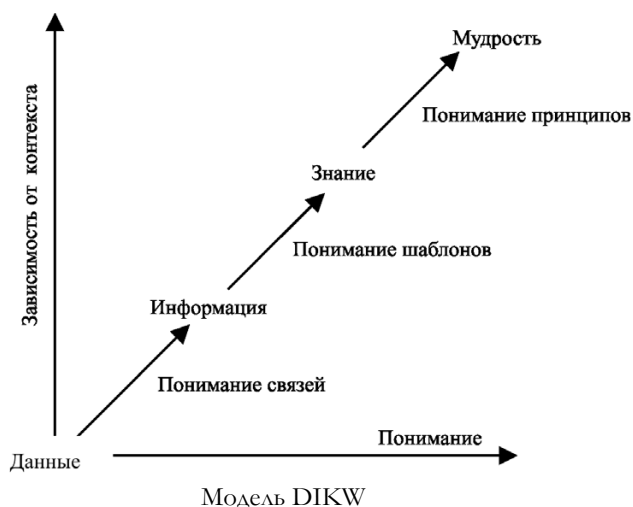 Мудрость
Понимание принципов
Знание
Понимание шаблонов
Информация
Понимание связей
Зависимость от контекста
Понимание
Данные
Модель DIKW